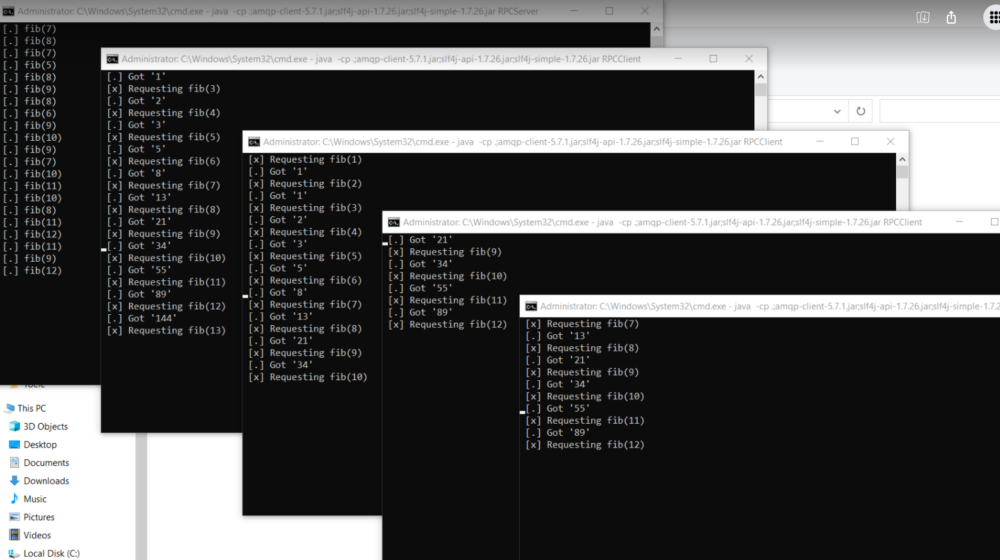 Administrator: C:\Windows\System32\cmd.exe - java  -cp .;amqp-client-5.7.1.jar;slf4j-api-1.7.26.jar;slf4j-simple-1.7.26.jar RPCServer
[.] fib(7)
[.] fib(8)
[.] fib(7)
[.] fib(5)
[.] fib(8)
[.] fib(9)
[.] fib(8)
[.] fib(6)
[.] fib(9)
[.] fib(10)
[.] fib(9)
[.] fib(7)
[.] fib(10)
[.] fib(11)
[.] fib(10)
[.] fib(8)
[.] fib(11)
[.] fib(12)
[.] fib(11)
[.] fib(9)
[.] fib(12)
Administrator: C:\Windows\System32\cmd.exe - java  -cp .;amqp-client-5.7.1.jar;slf4j-api-1.7.26.jar;slf4j-simple-1.7.26.jar RPCClient
[.] Got '1'
[x] Requesting fib(3)
[.] Got '2'
[x] Requesting fib(4)
[.] Got '3'
[x] Requesting fib(5)
[.] Got '5'
[x] Requesting fib(6)
[.] Got '8'
[x] Requesting fib(7)
[.] Got '13'
[x] Requesting fib(8)
[.] Got '21'
[x] Requesting fib(9)
[.] Got '34'
[x] Requesting fib(10)
[.] Got '55'
[x] Requesting fib(11)
[.] Got '89'
[x] Requesting fib(12)
[.] Got '144'
[x] Requesting fib(13)
Administrator: C:\Windows\System32\cmd.exe - java  -cp .;amqp-client-5.7.1.jar;slf4j-api-1.7.26.jar;slf4j-simple-1.7.26.jar RPCClient
[x] Requesting fib(1)
[.] Got '1'
[x] Requesting fib(2)
[.] Got '1'
[x] Requesting fib(3)
[.] Got '2'
[x] Requesting fib(4)
[.] Got '3'
[x] Requesting fib(5)
[.] Got '5'
[x] Requesting fib(6)
[.] Got '8'
[x] Requesting fib(7)
[.] Got '13'
[x] Requesting fib(8)
[.] Got '21'
[x] Requesting fib(9)
[.] Got '34'
[x] Requesting fib(10)
Administrator: C:\Windows\System32\cmd.exe - java  -cp .;amqp-client-5.7.1.jar;slf4j-api-1.7.26.jar;slf4j-simple-1.7.26.jar RPCClient
[.] Got '21'
[x] Requesting fib(9)
[.] Got '34'
[x] Requesting fib(10)
[.] Got '55'
[x] Requesting fib(11)
[.] Got '89'
[x] Requesting fib(12)
Administrator: C:\Windows\System32\cmd.exe - java  -cp .;amqp-client-5.7.1.jar;slf4j-api-1.7.26.jar;slf4j-simple-1.7.2
[x] Requesting fib(7)
[.] Got '13'
[x] Requesting fib(8)
[.] Got '21'
[x] Requesting fib(9)
[.] Got '34'
[x] Requesting fib(10)
[.] Got '55'
[x] Requesting fib(11)
[.] Got '89'
[x] Requesting fib(12)
This PC
3D Objects
Desktop
Documents
Downloads
Music
Pictures
Videos
Local Disk (C:)